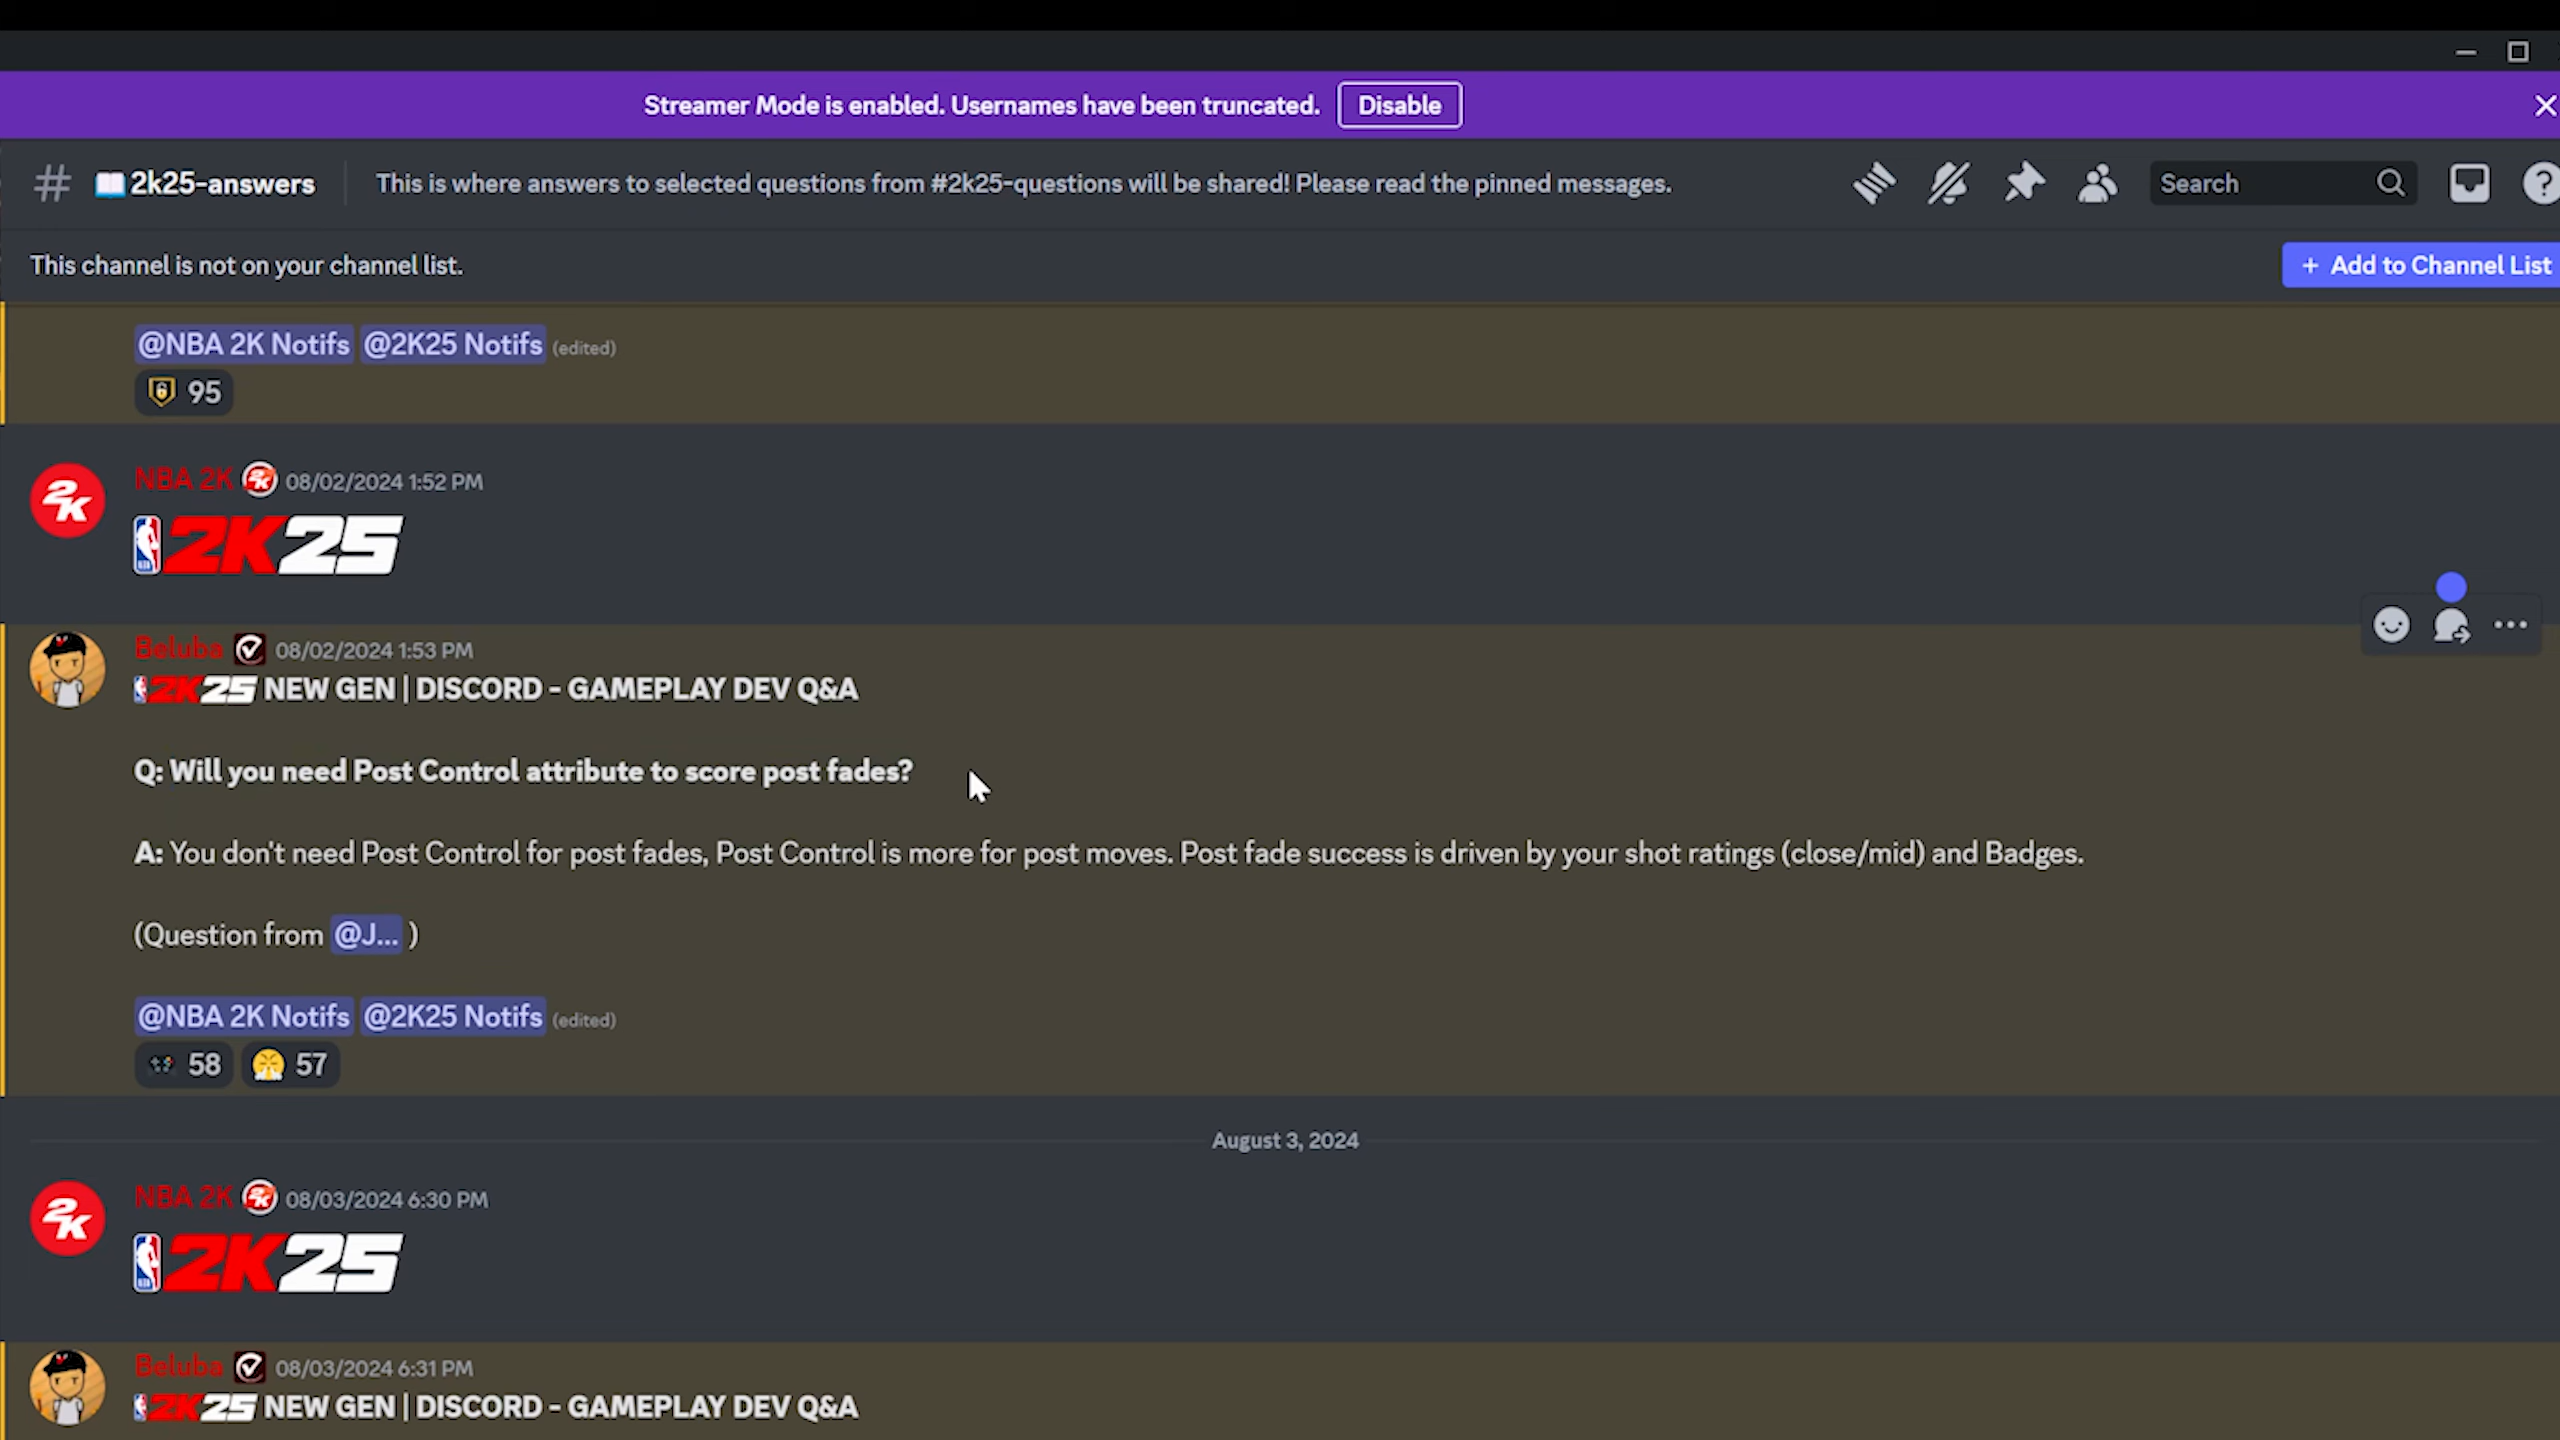 Streamer Mode is enabled. Usernames have been truncated. Disable
2k25-answers This is where answers to selected questions from #2k25-questions will be shared! Please read the pinned messages. Search
This channel is not on your channel list. + Add to Channel List
@NBA 2K Notifs @2K25 Notifs (edited)
95
NBA 2K 08/02/2024 1:52 PM
2K25
Beluba 08/02/2024 1:53 PM
2K25 NEW GEN | DISCORD - GAMEPLAY DEV Q&A
Q: Will you need Post Control attribute to score post fades?
A: You don't need Post Control for post fades, Post Control is more for post moves. Post fade success is driven by your shot ratings (close/mid) and Badges.
(Question from @J... )
@NBA 2K Notifs @2K25 Notifs (edited)
58 57
August 3, 2024
NBA 2K 08/03/2024 6:30 PM
2K25
Beluba 08/03/2024 6:31 PM
2K25 NEW GEN | DISCORD - GAMEPLAY DEV Q&A